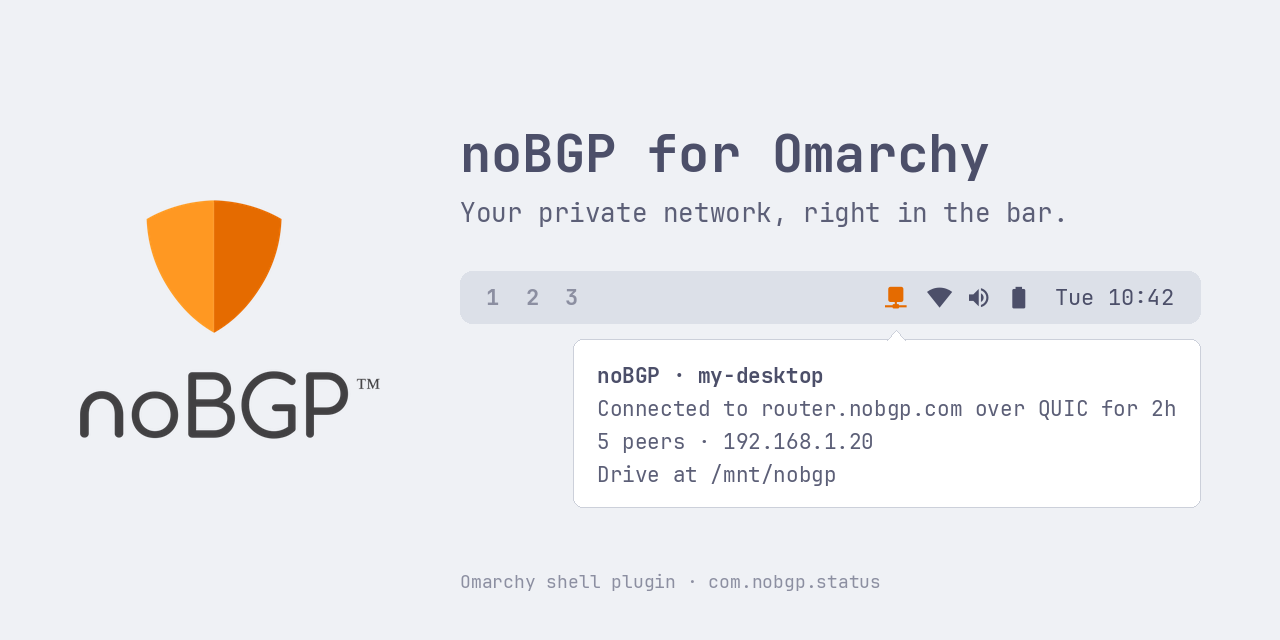 noBGP for Omarchy
Your private network, right in the bar.
1 2 3 Tue 10:42
noBGP™
noBGP · my-desktop
Connected to router.nobgp.com over QUIC for 2h
5 peers · 192.168.1.20
Drive at /mnt/nobgp
Omarchy shell plugin · com.nobgp.status